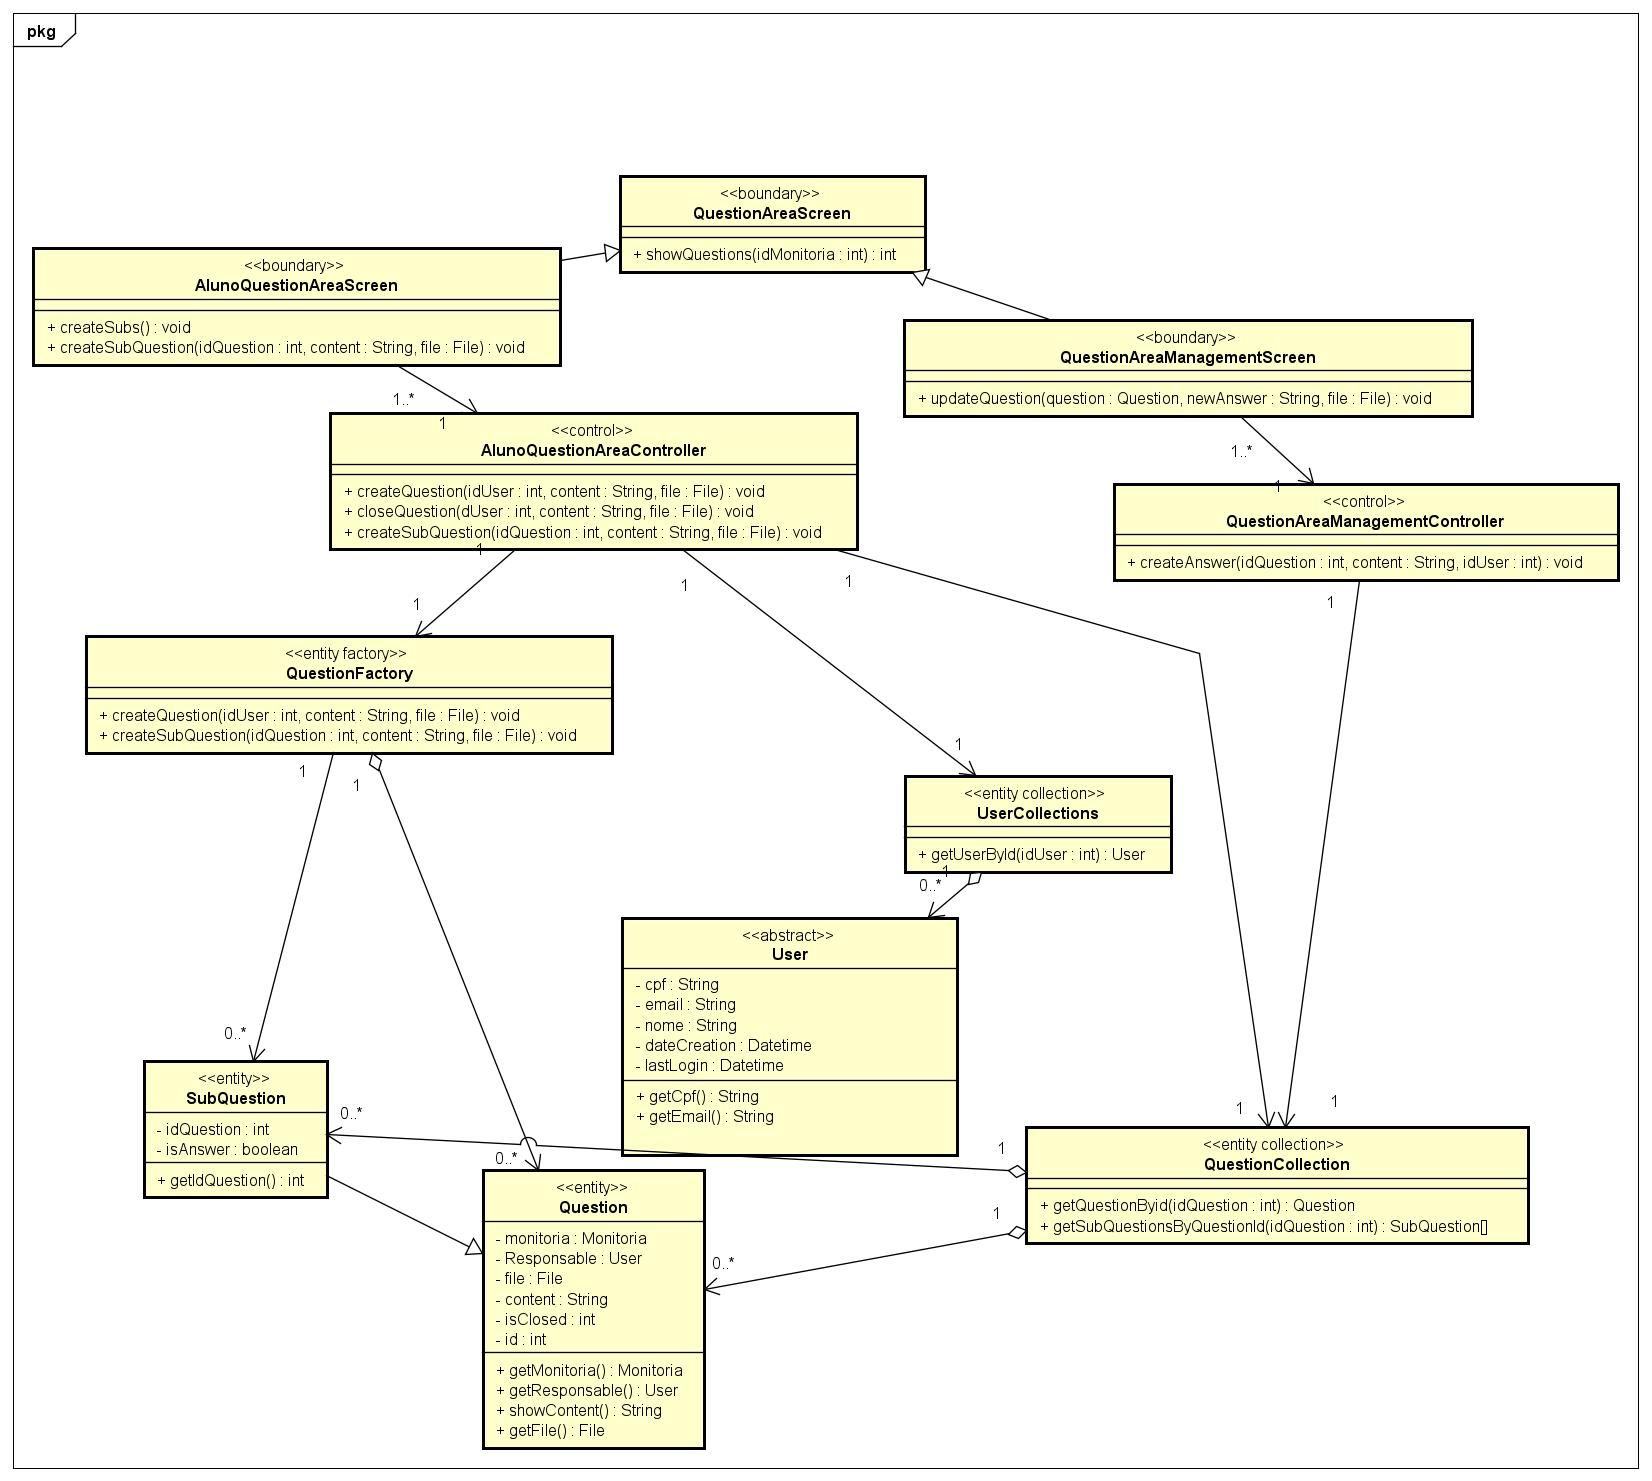 pkg
<<boundary>>
QuestionAreaScreen
+ showQuestions(idMonitoria : int) : int
<<boundary>>
AlunoQuestionAreaScreen
+ createSubs() : void
+ createSubQuestion(idQuestion : int, content : String, file : File) : void
<<boundary>>
QuestionAreaManagementScreen
+ updateQuestion(question : Question, newAnswer : String, file : File) : void
1..*
1
<<control>>
AlunoQuestionAreaController
+ createQuestion(idUser : int, content : String, file : File) : void
+ closeQuestion(dUser : int, content : String, file : File) : void
+ createSubQuestion(idQuestion : int, content : String, file : File) : void
1..*
1
<<control>>
QuestionAreaManagementController
+ createAnswer(idQuestion : int, content : String, idUser : int) : void
1
1
1
1
1
<<entity factory>>
QuestionFactory
+ createQuestion(idUser : int, content : String, file : File) : void
+ createSubQuestion(idQuestion : int, content : String, file : File) : void
1
1
1
<<entity collection>>
UserCollections
+ getUserById(idUser : int) : User
1
0..*
<<abstract>>
User
- cpf : String
- email : String
- nome : String
- dateCreation : Datetime
- lastLogin : Datetime
+ getCpf() : String
+ getEmail() : String
0..*
<<entity>>
SubQuestion
- idQuestion : int
- isAnswer : boolean
+ getIdQuestion() : int
0..*
0..*
1
1
1
<<entity collection>>
QuestionCollection
+ getQuestionByid(idQuestion : int) : Question
+ getSubQuestionsByQuestionId(idQuestion : int) : SubQuestion[]
1
0..*
<<entity>>
Question
- monitoria : Monitoria
- Responsable : User
- file : File
- content : String
- isClosed : int
- id : int
+ getMonitoria() : Monitoria
+ getResponsable() : User
+ showContent() : String
+ getFile() : File